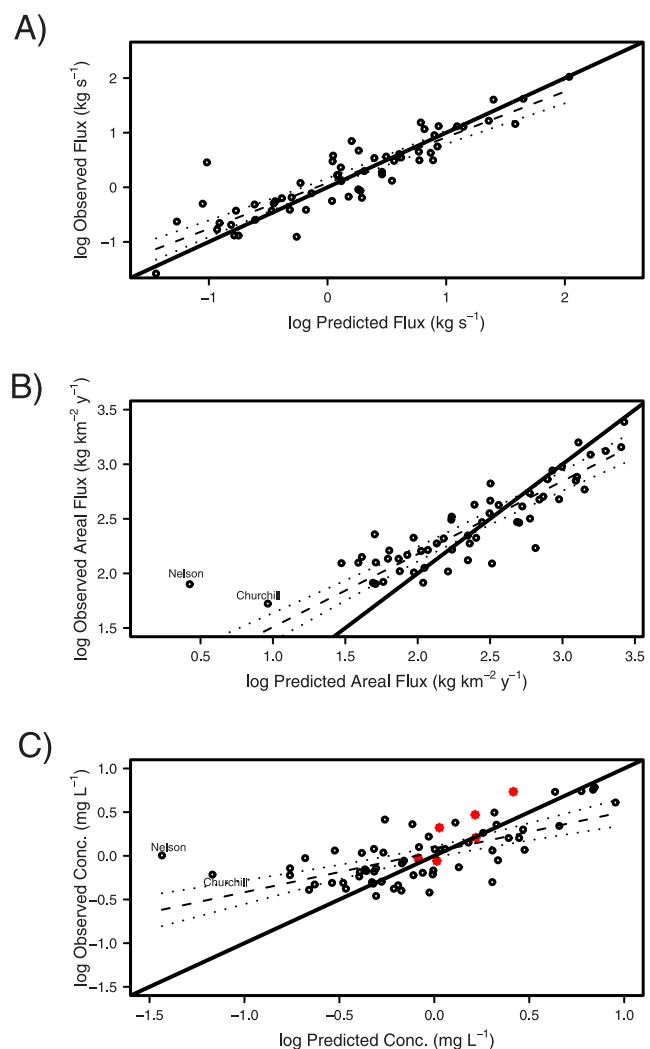 A)
log Observed Flux (kg s⁻¹)
2
1
0
−1
−1 0 1 2
log Predicted Flux (kg s⁻¹)
B)
log Observed Areal Flux (kg km⁻² y⁻¹)
3.5
3.0
2.5
2.0
1.5
Nelson
Churchill
0.5 1.0 1.5 2.0 2.5 3.0 3.5
log Predicted Areal Flux (kg km⁻² y⁻¹)
C)
log Observed Conc. (mg L⁻¹)
1.0
0.5
0.0
−0.5
−1.0
−1.5
Nelson
Churchill
−1.5 −1.0 −0.5 0.0 0.5 1.0
log Predicted Conc. (mg L⁻¹)